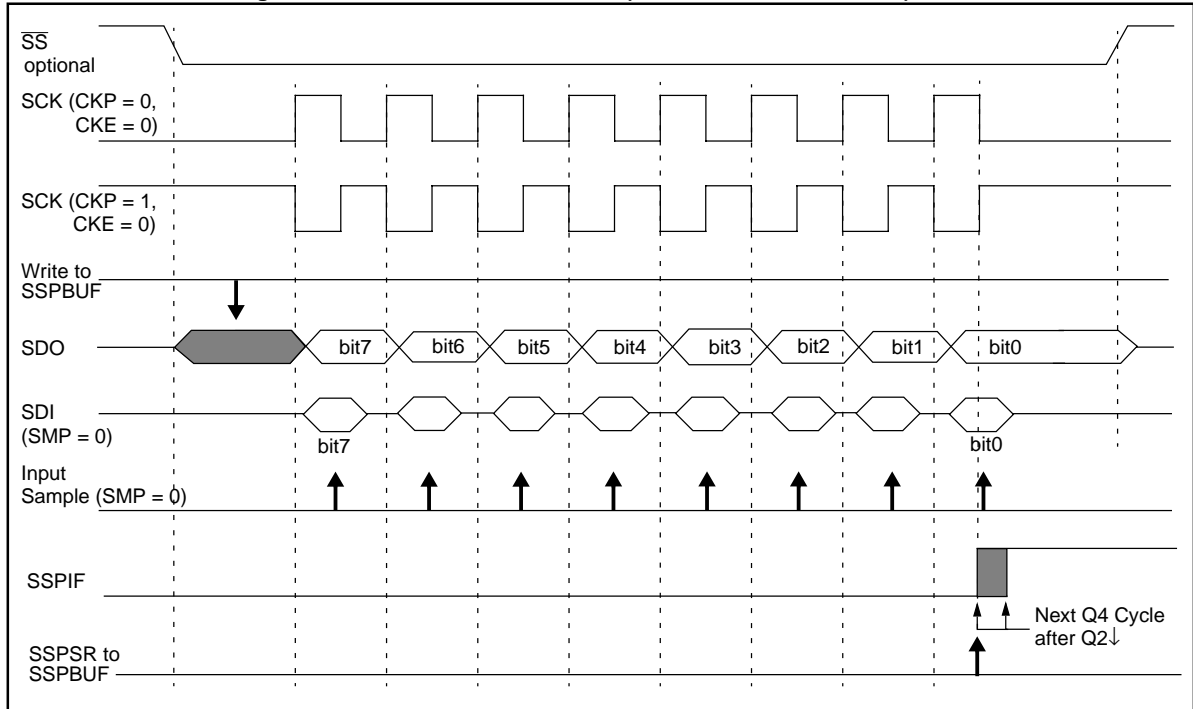 SS
optional
SCK (CKP = 0,
CKE = 0)
SCK (CKP = 1,
CKE = 0)
Write to
SSPBUF
SDO
bit7
bit6
bit5
bit4
bit3
bit2
bit1
bit0
SDI
(SMP = 0)
bit7
bit0
Input
Sample (SMP = 0)
SSPIF
Next Q4 Cycle
after Q2↓
SSPSR to
SSPBUF